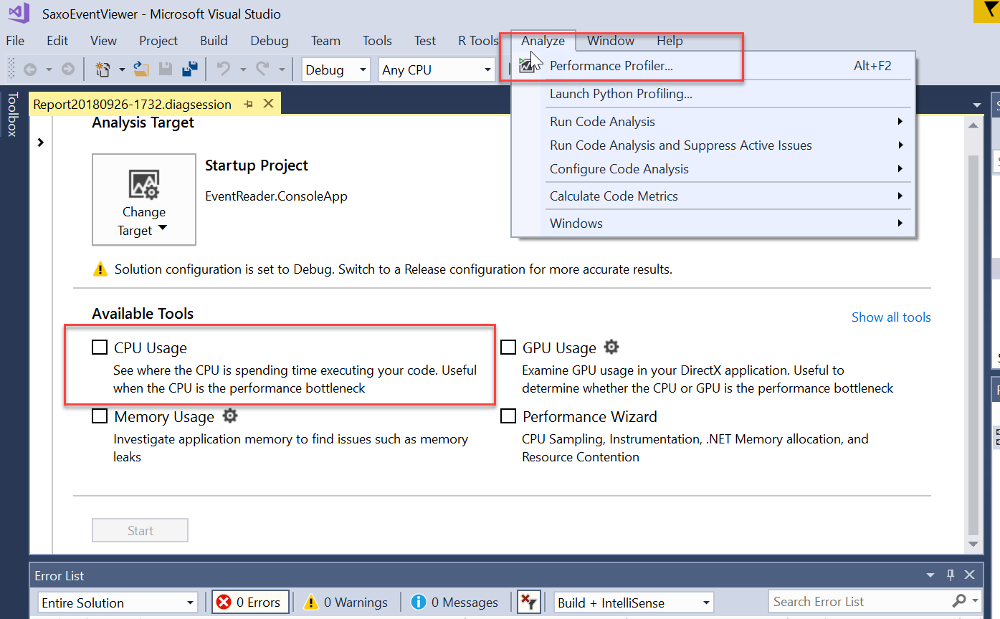 SaxoEventViewer - Microsoft Visual Studio
File Edit View Project Build Debug Team Tools Test R Tools Analyze Window Help
Debug Any CPU
Performance Profiler... Alt+F2
Launch Python Profiling...
Run Code Analysis
Run Code Analysis and Suppress Active Issues
Configure Code Analysis
Calculate Code Metrics
Windows
Toolbox
Report20180926-1732.diagsession
Analysis Target
Change
Target
Startup Project
EventReader.ConsoleApp
Solution configuration is set to Debug. Switch to a Release configuration for more accurate results.
Available Tools
Show all tools
CPU Usage
See where the CPU is spending time executing your code. Useful
when the CPU is the performance bottleneck
GPU Usage
Examine GPU usage in your DirectX application. Useful to
determine whether the CPU or GPU is the performance bottleneck
Memory Usage
Investigate application memory to find issues such as memory
leaks
Performance Wizard
CPU Sampling, Instrumentation, .NET Memory allocation, and
Resource Contention
Start
Error List
Entire Solution 0 Errors 0 Warnings 0 Messages Build + IntelliSense Search Error List